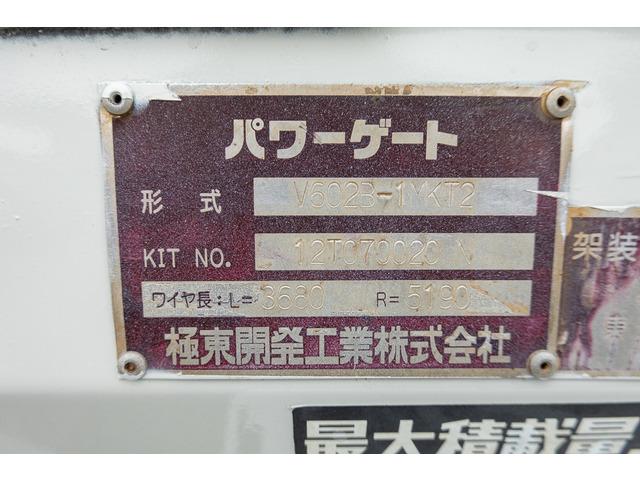 パワーゲート
形式 V602B-1YKT2
KIT NO. 12T079020 N
ワイヤ長:L= 3680 R= 5190
極東開発工業株式会社
架装
最大積載量